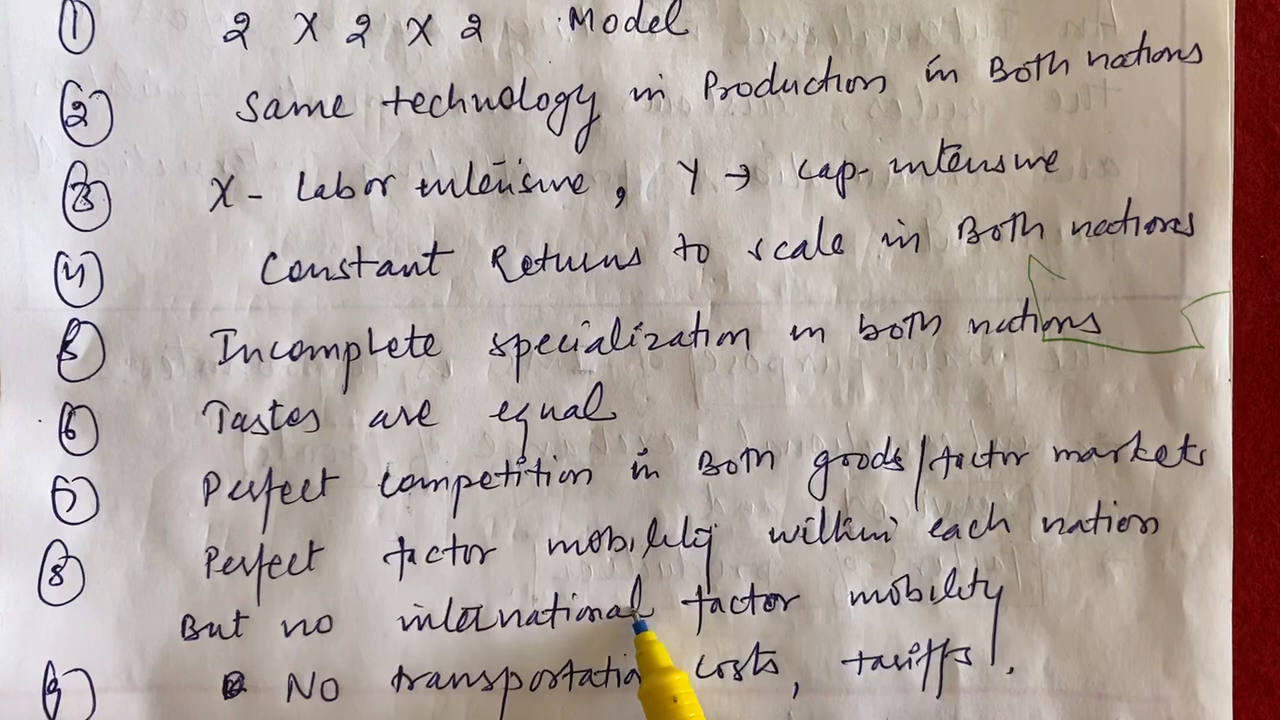 ① 2 X 2 X 2 Model
② Same technology in Production in Both nations
③ X - Labor intensive, Y → cap-intensive
④ Constant Returns to scale in Both nations
⑤ Incomplete specialization in both nations
⑥ Tastes are equal
⑦ Perfect competition in Both goods/factor markets
⑧ Perfect factor mobility within each nation
But no international factor mobility
⑨ No transportation costs, tariffs.